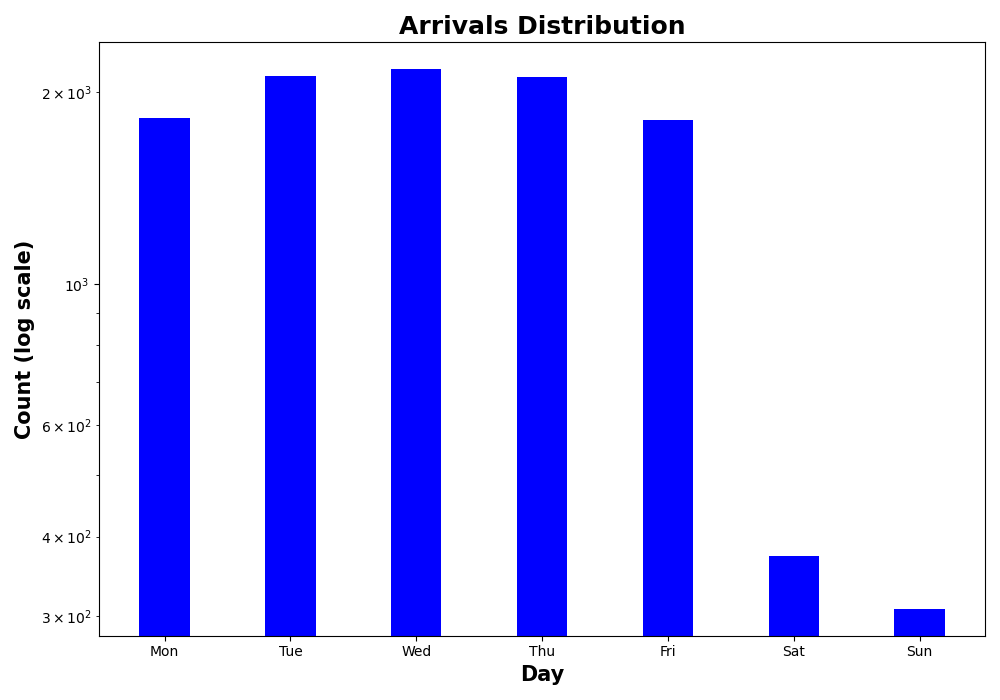 Arrivals Distribution
Count (log scale)
2 × 10³
10³
6 × 10²
4 × 10²
3 × 10²
Mon Tue Wed Thu Fri Sat Sun
Day